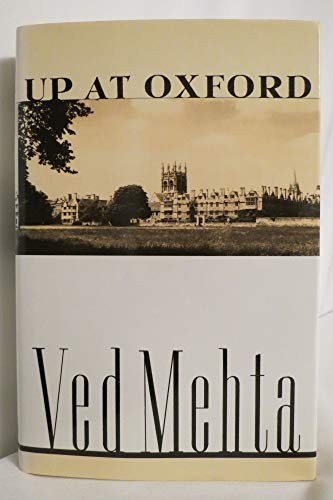 UP AT OXFORD
Ved Mehta